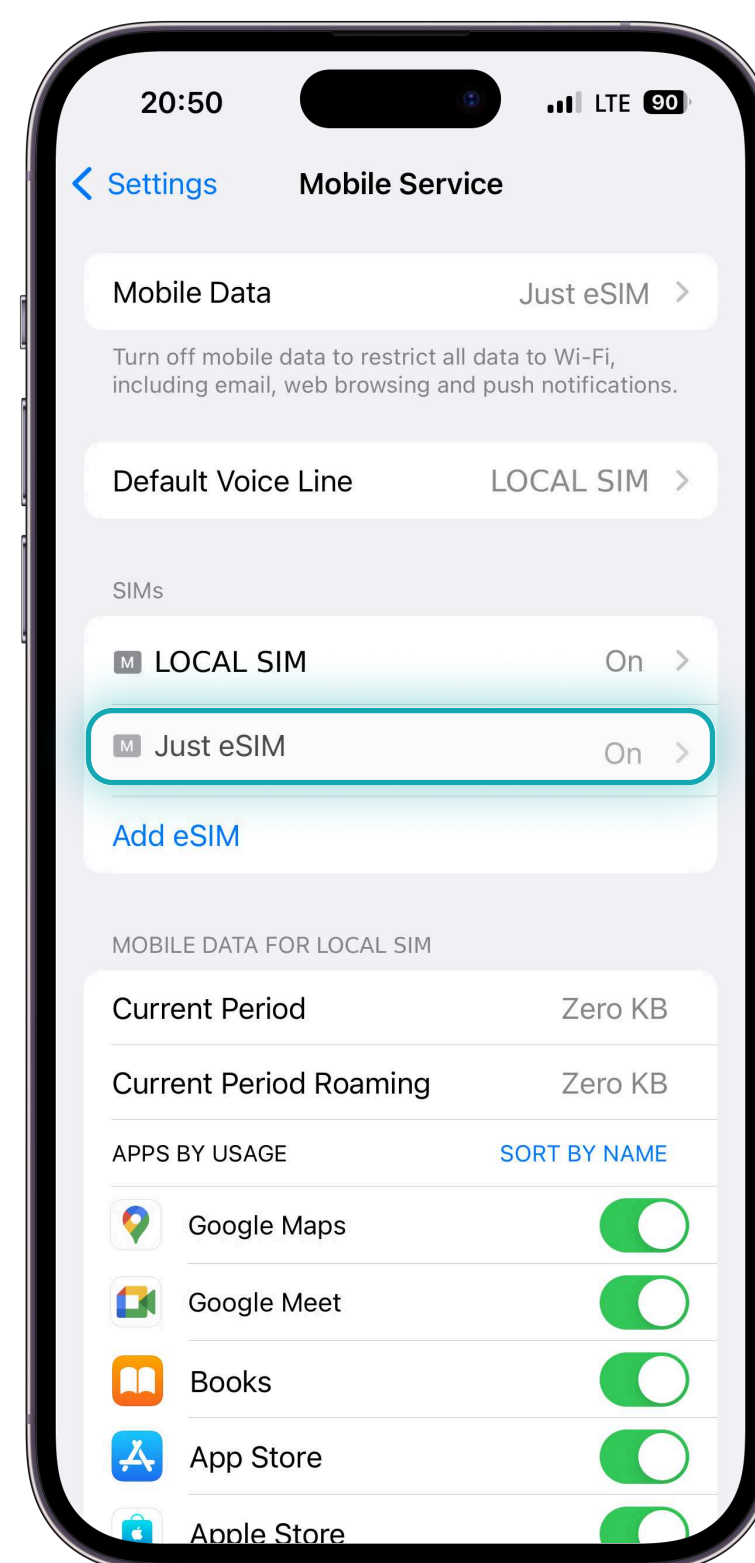 20:50 LTE 90
Settings Mobile Service
Mobile Data Just eSIM
Turn off mobile data to restrict all data to Wi-Fi,
including email, web browsing and push notifications.
Default Voice Line LOCAL SIM
SIMs
M LOCAL SIM On
M Just eSIM On
Add eSIM
MOBILE DATA FOR LOCAL SIM
Current Period Zero KB
Current Period Roaming Zero KB
APPS BY USAGE SORT BY NAME
Google Maps
Google Meet
Books
App Store
Apple Store